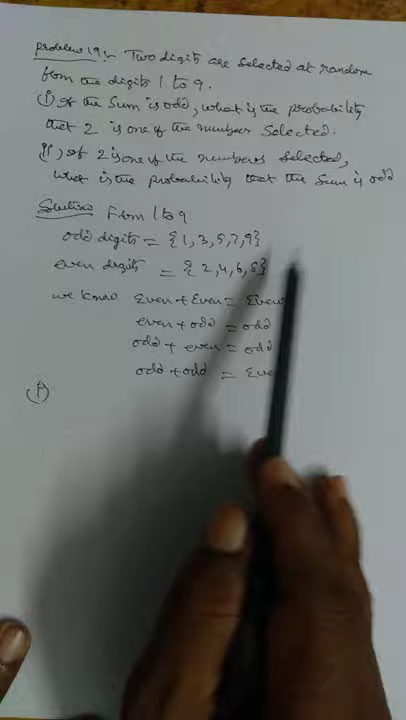 Problem 19:- Two digits are selected at random
from the digits 1 to 9.
(i) If the Sum is odd, what is the probability
that 2 is one of the numbers selected.
(ii) If 2 is one of the numbers selected,
what is the probability that the sum is odd
Solution: From 1 to 9
odd digits = {1, 3, 5, 7, 9}
even digits = {2, 4, 6, 8}
we know Even + Even = Even
even + odd = odd
odd + even = odd
odd + odd = Eve
(i)